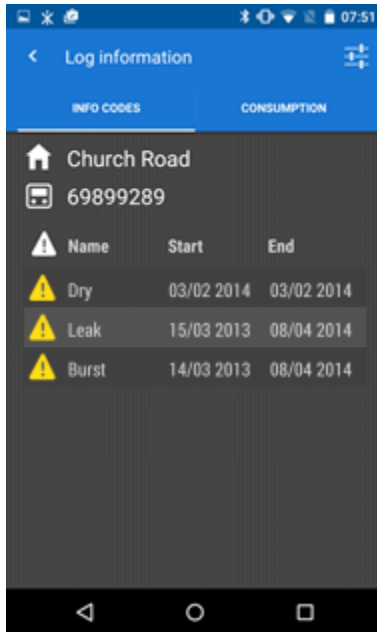 07:51
Log information
INFO CODES CONSUMPTION
Church Road
69899289
Name Start End
Dry 03/02 2014 03/02 2014
Leak 15/03 2013 08/04 2014
Burst 14/03 2013 08/04 2014